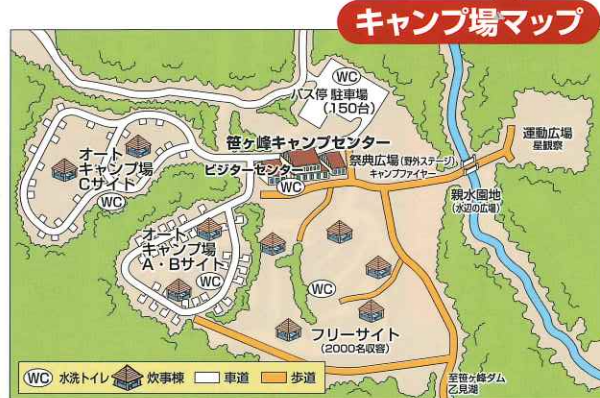 キャンプ場マップ
WC
バス停 駐車場
(150台)
笹ヶ峰キャンプセンター
ビジターセンター
WC
祭典広場(野外ステージ)
キャンプファイヤー
運動広場
星観察
親水園地
(水辺の広場)
オート
キャンプ場
Cサイト
WC
オート
キャンプ場
A・Bサイト
WC
WC
フリーサイト
(2000名収容)
至笹ヶ峰ダム
乙見湖
WC 水洗トイレ 炊事棟 車道 歩道